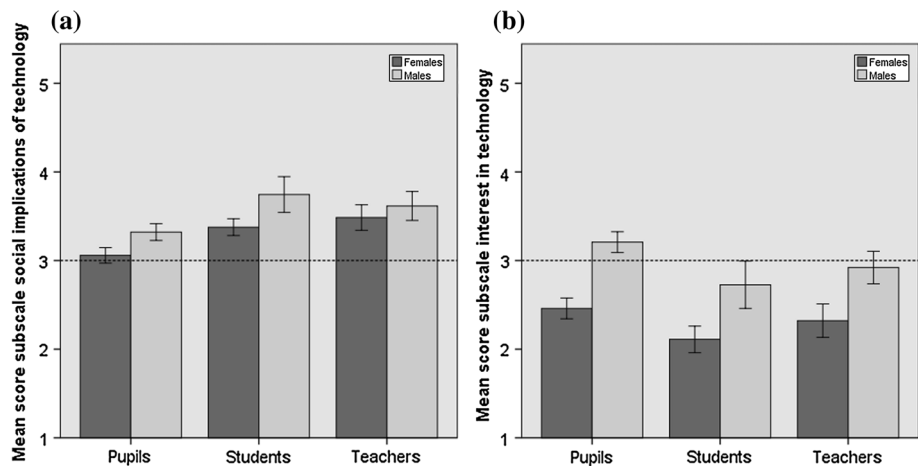 (a)
Mean score subscale social implications of technology
5
4
3
2
1
Females
Males
Pupils Students Teachers
(b)
Mean score subscale interest in technology
5
4
3
2
1
Females
Males
Pupils Students Teachers